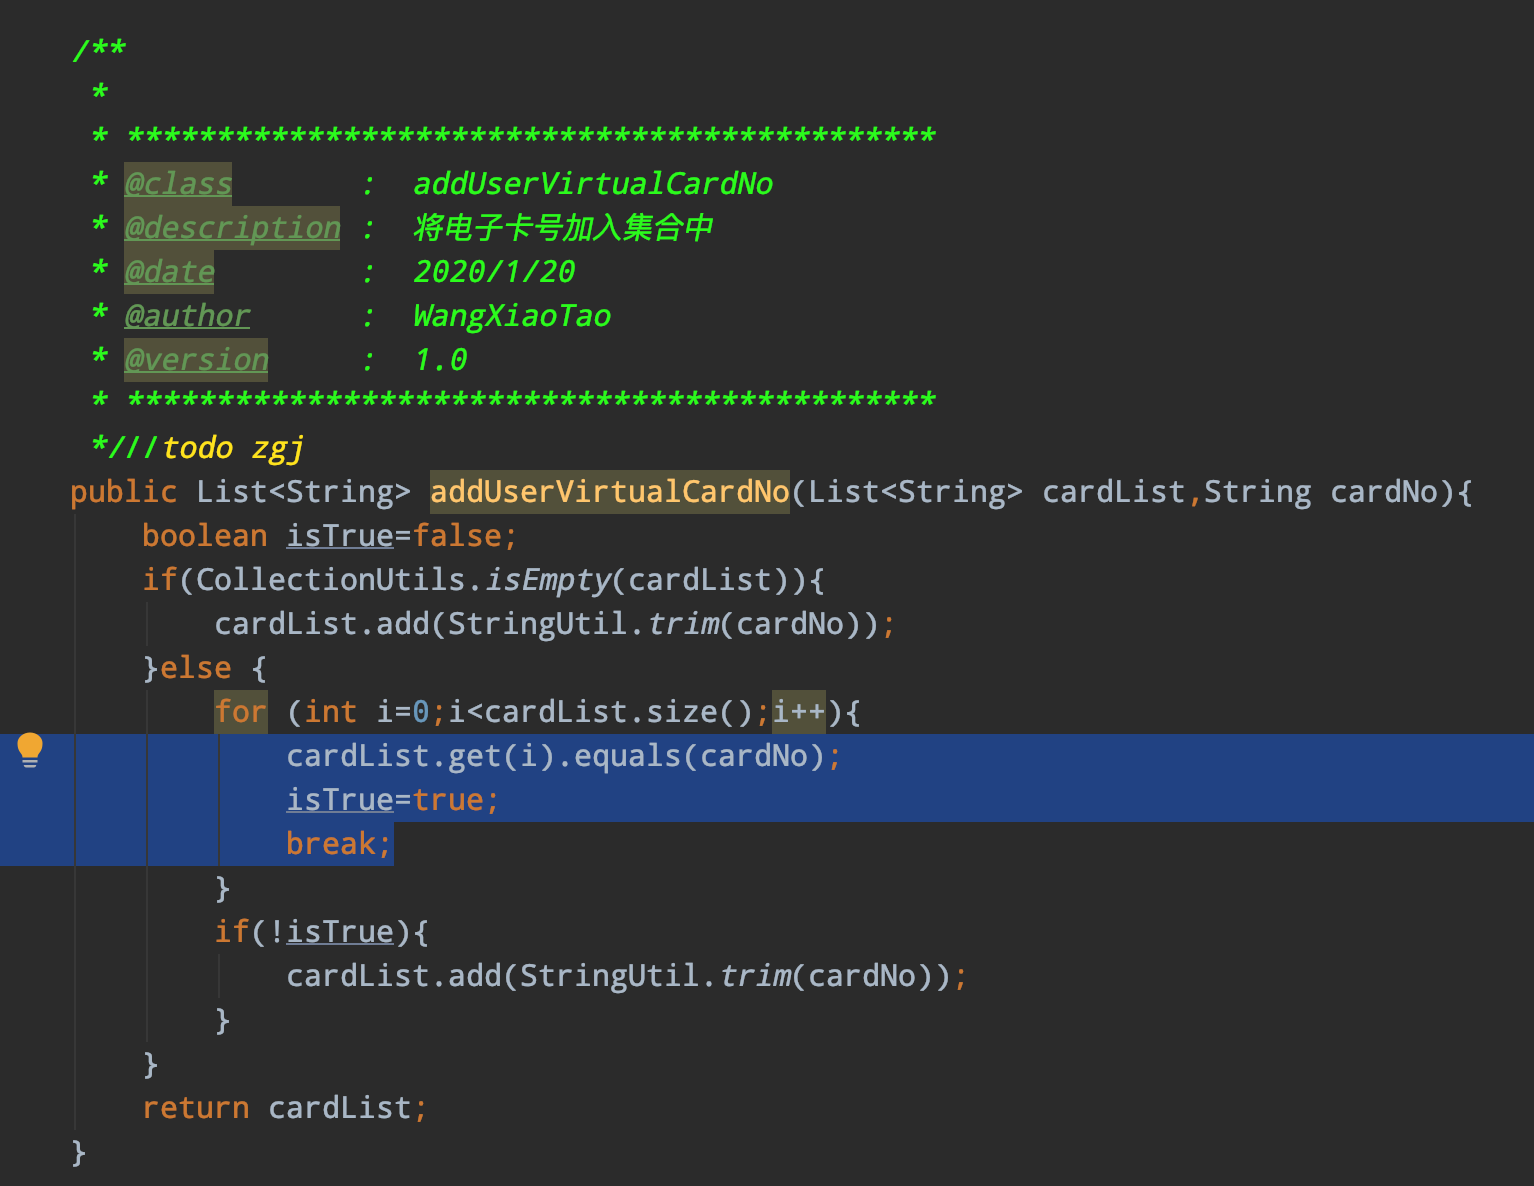 /**
*
* *********************************************
* @class : addUserVirtualCardNo
* @description : 将电子卡号加入集合中
* @date : 2020/1/20
* @author : WangXiaoTao
* @version : 1.0
* *********************************************
*///todo zgj
public List<String> addUserVirtualCardNo(List<String> cardList,String cardNo){
boolean isTrue=false;
if(CollectionUtils.isEmpty(cardList)){
cardList.add(StringUtil.trim(cardNo));
}else {
for (int i=0;i<cardList.size();i++){
cardList.get(i).equals(cardNo);
isTrue=true;
break;
}
if(!isTrue){
cardList.add(StringUtil.trim(cardNo));
}
}
return cardList;
}